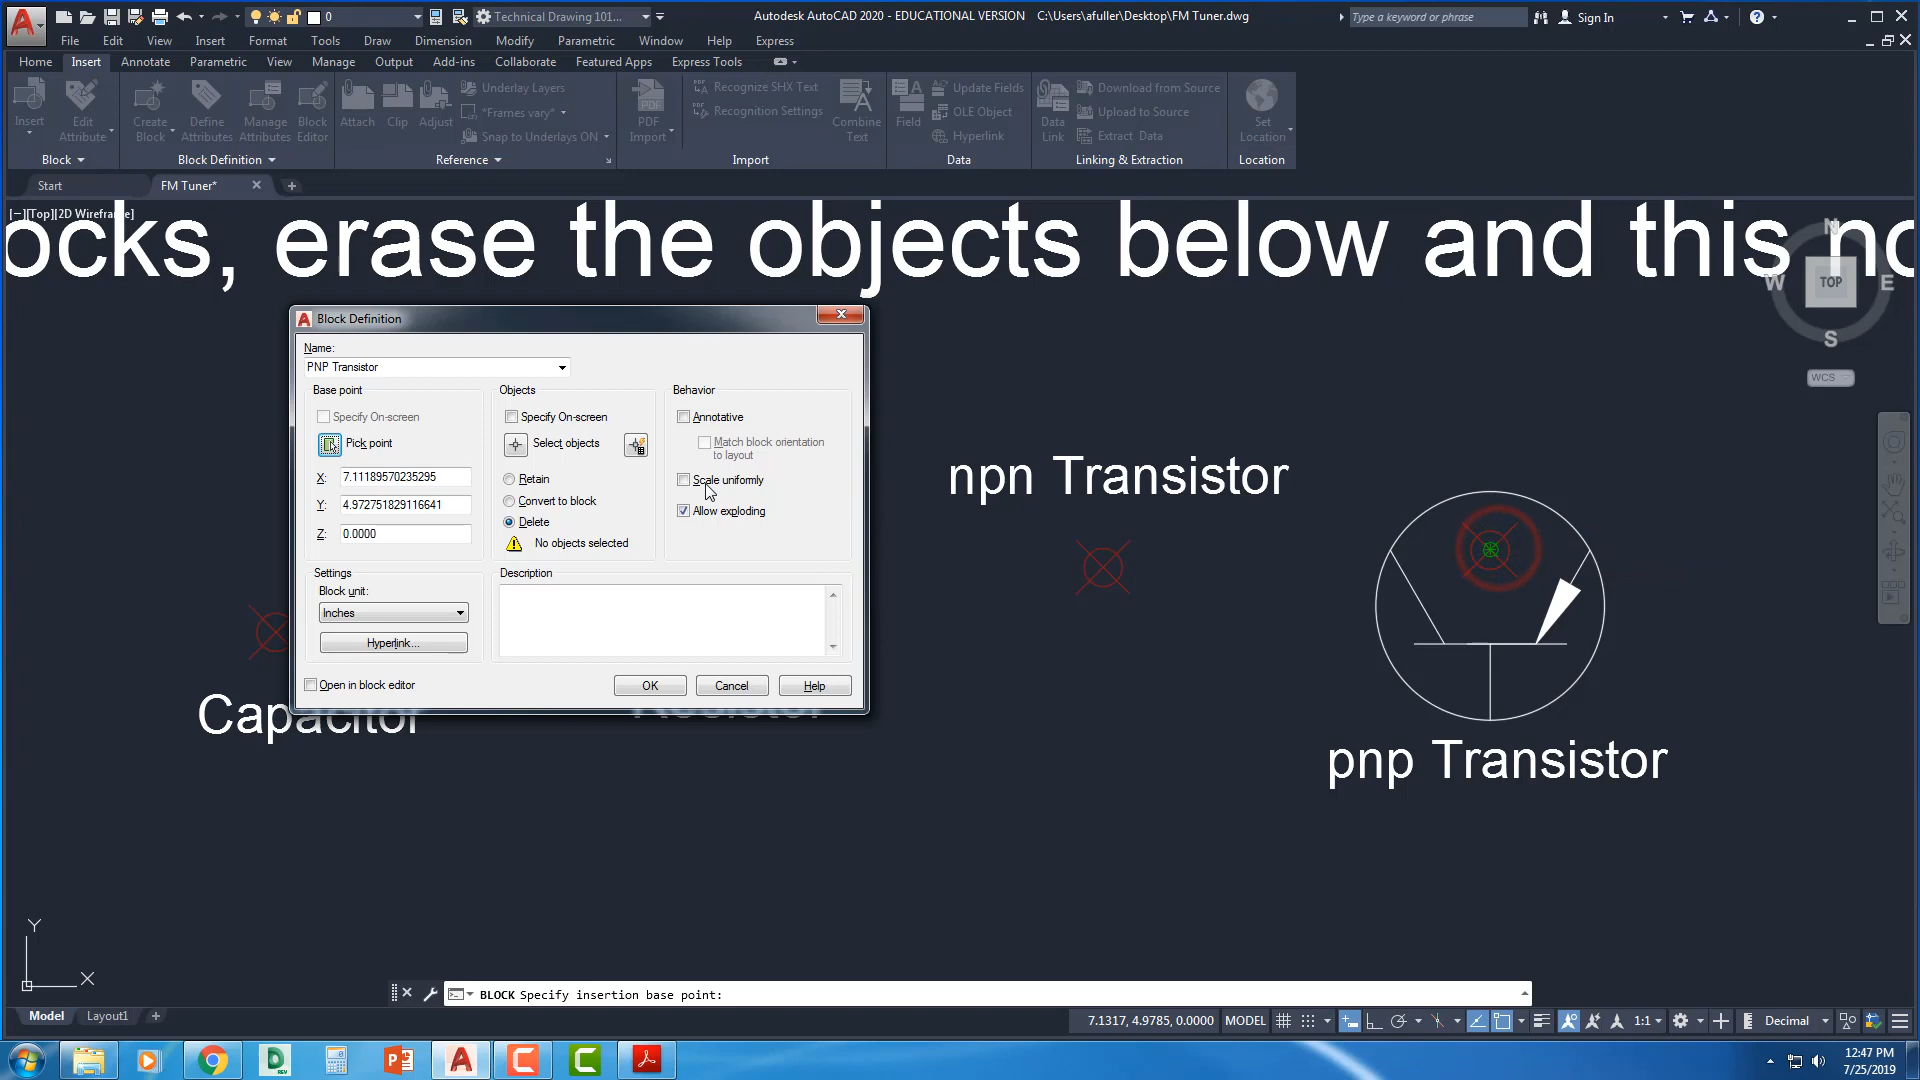 0
Technical Drawing 101...
Autodesk AutoCAD 2020 - EDUCATIONAL VERSION C:\Users\afuller\Desktop\FM Tuner.dwg
Type a keyword or phrase
Sign In
File Edit View Insert Format Tools Draw Dimension Modify Parametric Window Help Express
Home Insert Annotate Parametric View Manage Output Add-ins Collaborate Featured Apps Express Tools
Insert
Edit Attribute
Create Block
Define Attributes
Manage Attributes
Block Editor
Attach
Clip
Adjust
Underlay Layers
*Frames vary*
Snap to Underlays ON
PDF
PDF Import
Recognize SHX Text
Recognition Settings
Combine Text
Field
Update Fields
OLE Object
Hyperlink
Data Link
Download from Source
Upload to Source
Extract Data
Set Location
Block
Block Definition
Reference
Import
Data
Linking & Extraction
Location
Start
FM Tuner*
[−][Top][2D Wireframe]
ocks, erase the objects below and this no
N
W
TOP
E
S
WCS
Block Definition
Name:
PNP Transistor
Base point
Specify On-screen
Pick point
X: 7.11189570235295
Y: 4.972751829116641
Z: 0.0000
Objects
Specify On-screen
Select objects
Retain
Convert to block
Delete
No objects selected
Behavior
Annotative
Match block orientation
to layout
Scale uniformly
Allow exploding
Settings
Block unit:
Inches
Hyperlink...
Description
Open in block editor
OK
Cancel
Help
npn Transistor
Capacitor
Resistor
pnp Transistor
Y
X
BLOCK Specify insertion base point:
Model
Layout1
7.1317, 4.9785, 0.0000
MODEL
1:1
Decimal
12:47 PM
7/25/2019